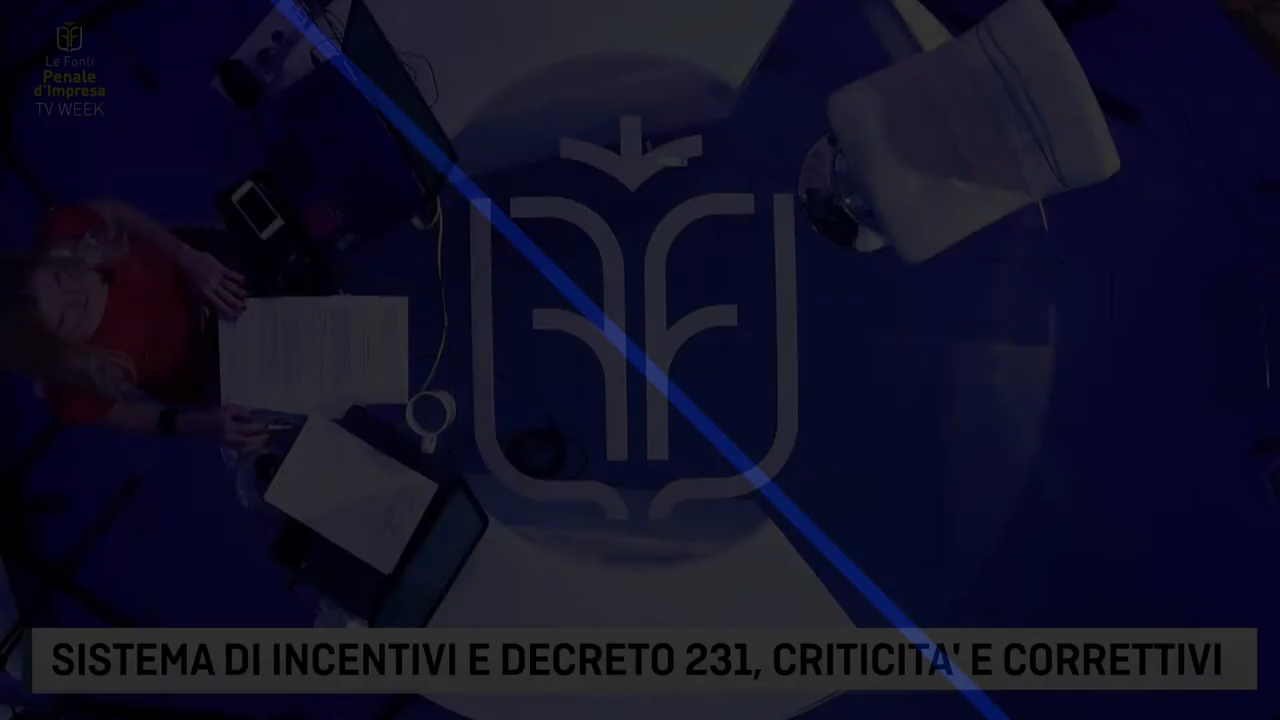 Le Fonti
Penale
d'Impresa
TV WEEK
SISTEMA DI INCENTIVI E DECRETO 231, CRITICITA' E CORRETTIVI